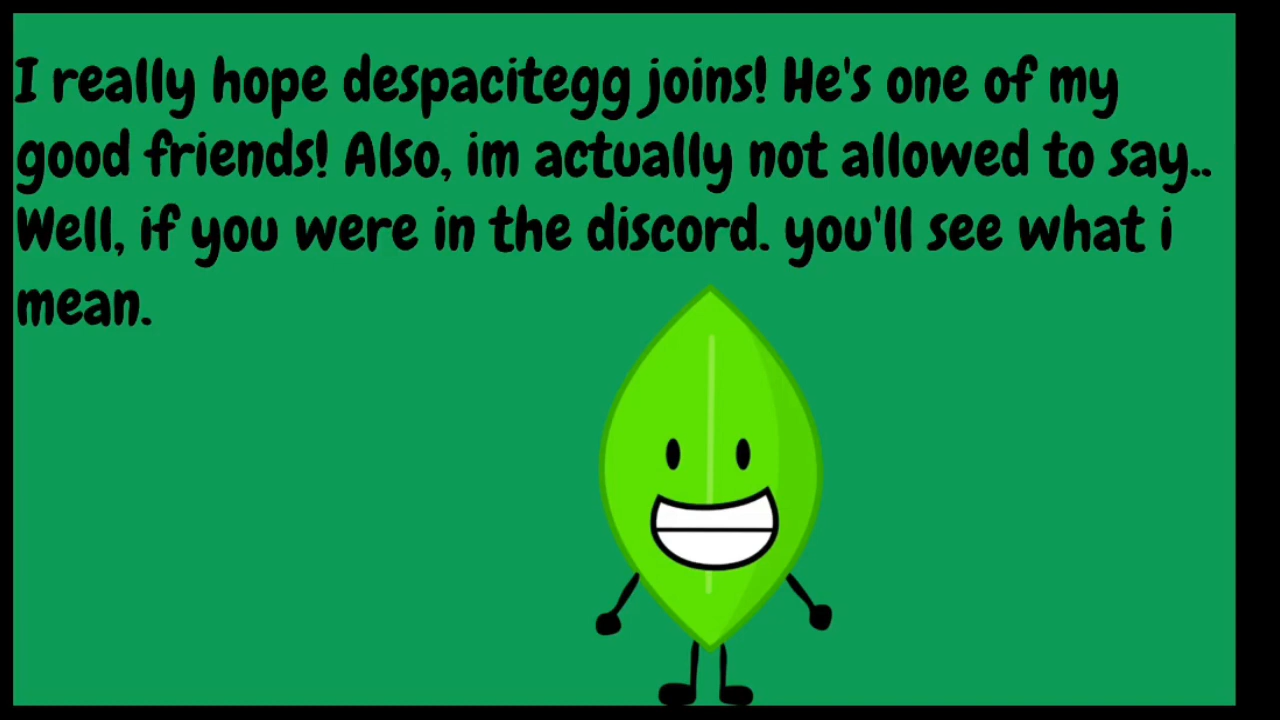 I really hope despacitegg joins! He's one of my
good friends! Also, im actually not allowed to say..
Well, if you were in the discord. you'll see what i
mean.